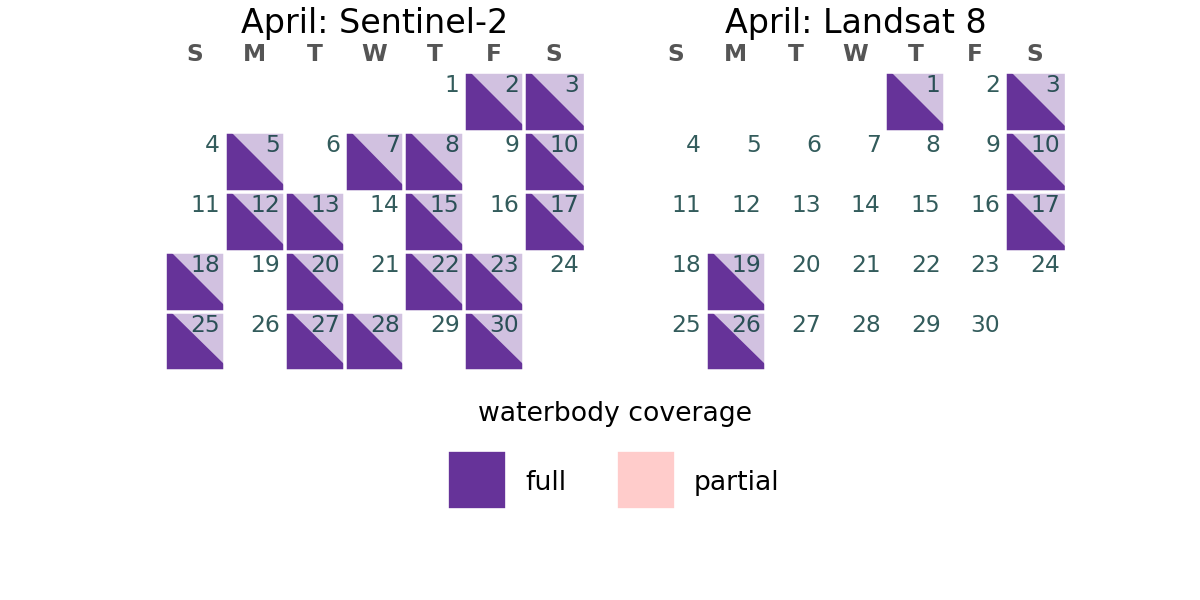 April: Sentinel-2
S M T W T F S
1 2 3
4 5 6 7 8 9 10
11 12 13 14 15 16 17
18 19 20 21 22 23 24
25 26 27 28 29 30
April: Landsat 8
S M T W T F S
1 2 3
4 5 6 7 8 9 10
11 12 13 14 15 16 17
18 19 20 21 22 23 24
25 26 27 28 29 30
waterbody coverage
full
partial